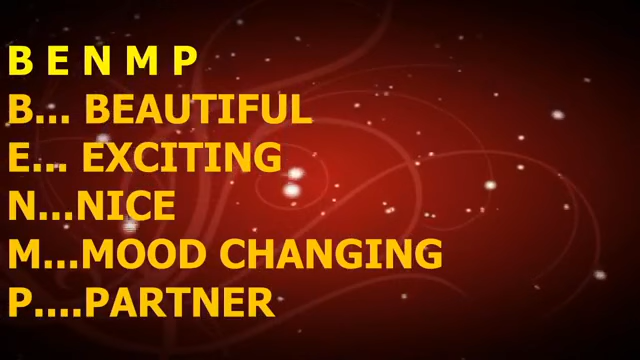 B E N M P
B... BEAUTIFUL
E... EXCITING
N...NICE
M...MOOD CHANGING
P....PARTNER